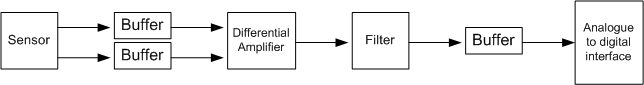 Sensor
Buffer
Buffer
Differential
Amplifier
Filter
Buffer
Analogue
to digital
interface